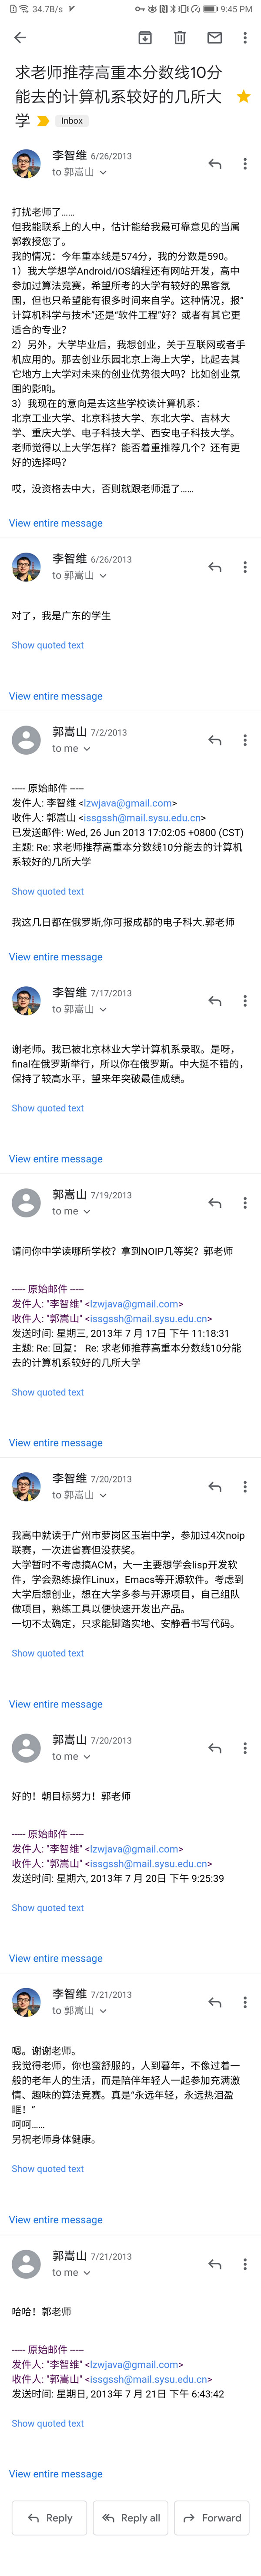 34.7B/s
9:45 PM
求老师推荐高重本分数线10分
能去的计算机系较好的几所大
学
Inbox
李智维 6/26/2013
to 郭嵩山
打扰老师了……
但我能联系上的人中，估计能给我最可靠意见的当属
郭教授您了。
我的情况：今年重本线是574分，我的分数是590。
1）我大学想学Android/iOS编程还有网站开发，高中
参加过算法竞赛，希望所考的大学有较好的黑客氛
围，但也只希望能有很多时间来自学。这种情况，报“
计算机科学与技术”还是“软件工程”好？或者有其它更
适合的专业？
2）另外，大学毕业后，我想创业，关于互联网或者手
机应用的。那去创业乐园北京上海上大学，比起去其
它地方上大学对未来的创业优势很大吗？比如创业氛
围的影响。
3）我现在的意向是去这些学校读计算机系：
北京工业大学、北京科技大学、东北大学、吉林大
学、重庆大学、电子科技大学、西安电子科技大学。
老师觉得以上大学怎样？能否着重推荐几个？还有更
好的选择吗？
哎，没资格去中大，否则就跟老师混了……
View entire message
李智维 6/26/2013
to 郭嵩山
对了，我是广东的学生
Show quoted text
View entire message
郭嵩山 7/2/2013
to me
----- 原始邮件 -----
发件人: 李智维 <lzwjava@gmail.com>
收件人: 郭嵩山 <issgssh@mail.sysu.edu.cn>
已发送邮件: Wed, 26 Jun 2013 17:02:05 +0800 (CST)
主题: Re: 求老师推荐高重本分数线10分能去的计算机
系较好的几所大学
Show quoted text
我这几日都在俄罗斯,你可报成都的电子科大.郭老师
View entire message
李智维 7/17/2013
to 郭嵩山
谢老师。我已被北京林业大学计算机系录取。是呀，
final在俄罗斯举行，所以你在俄罗斯。中大挺不错的，
保持了较高水平，望来年突破最佳成绩。
Show quoted text
View entire message
郭嵩山 7/19/2013
to me
请问你中学读哪所学校？拿到NOIP几等奖？郭老师
----- 原始邮件 -----
发件人: "李智维" <lzwjava@gmail.com>
收件人: "郭嵩山" <issgssh@mail.sysu.edu.cn>
发送时间: 星期三, 2013年 7 月 17日 下午 11:18:31
主题: Re: 回复： Re: 求老师推荐高重本分数线10分能
去的计算机系较好的几所大学
Show quoted text
View entire message
李智维 7/20/2013
to 郭嵩山
我高中就读于广州市萝岗区玉岩中学，参加过4次noip
联赛，一次进省赛但没获奖。
大学暂时不考虑搞ACM，大一主要想学会lisp开发软
件，学会熟练操作Linux，Emacs等开源软件。考虑到
大学后想创业，想在大学多参与开源项目，自己组队
做项目，熟练工具以便快速开发出产品。
一切不太确定，只求能脚踏实地、安静看书写代码。
Show quoted text
View entire message
郭嵩山 7/20/2013
to me
好的！朝目标努力！郭老师
----- 原始邮件 -----
发件人: "李智维" <lzwjava@gmail.com>
收件人: "郭嵩山" <issgssh@mail.sysu.edu.cn>
发送时间: 星期六, 2013年 7 月 20日 下午 9:25:39
Show quoted text
View entire message
李智维 7/21/2013
to 郭嵩山
嗯。谢谢老师。
我觉得老师，你也蛮舒服的，人到暮年，不像过着一
般的老年人的生活，而是陪伴年轻人一起参加充满激
情、趣味的算法竞赛。真是“永远年轻，永远热泪盈
眶！”
呵呵……
另祝老师身体健康。
Show quoted text
View entire message
郭嵩山 7/21/2013
to me
哈哈！郭老师
----- 原始邮件 -----
发件人: "李智维" <lzwjava@gmail.com>
收件人: "郭嵩山" <issgssh@mail.sysu.edu.cn>
发送时间: 星期日, 2013年 7 月 21日 下午 6:43:42
Show quoted text
View entire message
Reply
Reply all
Forward